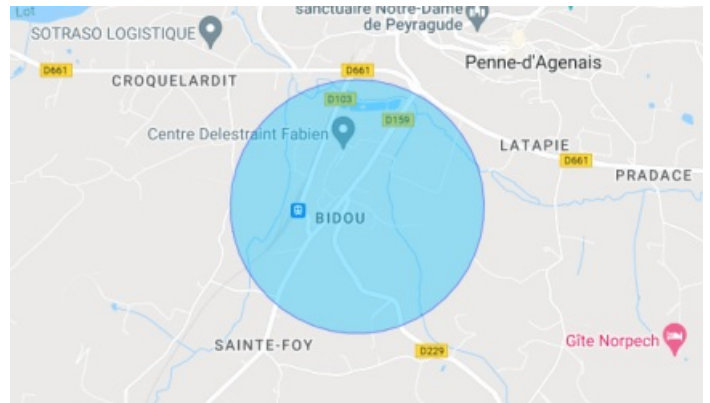 Lot
sanctuaire Notre-Dame
de Peyragude
SOTRASO LOGISTIQUE
Penne-d'Agenais
D661
D661
CROQUELARDIT
D103
D159
Centre Delestraint Fabien
LATAPIE
D661
PRADACE
BIDOU
Gîte Norpech
SAINTE-FOY
D229